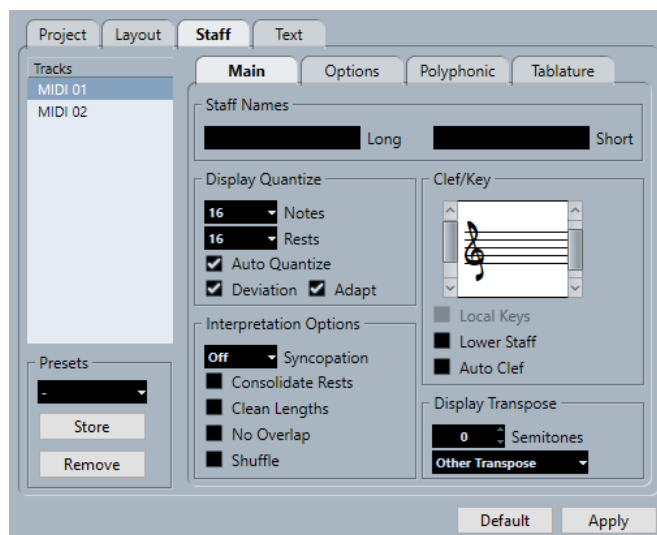 Project Layout Staff Text
Tracks
MIDI 01
MIDI 02
Presets
-
Store
Remove
Main Options Polyphonic Tablature
Staff Names
Long Short
Display Quantize
16 Notes
16 Rests
Auto Quantize
Deviation Adapt
Interpretation Options
Off Syncopation
Consolidate Rests
Clean Lengths
No Overlap
Shuffle
Clef/Key
Local Keys
Lower Staff
Auto Clef
Display Transpose
0 Semitones
Other Transpose
Default Apply